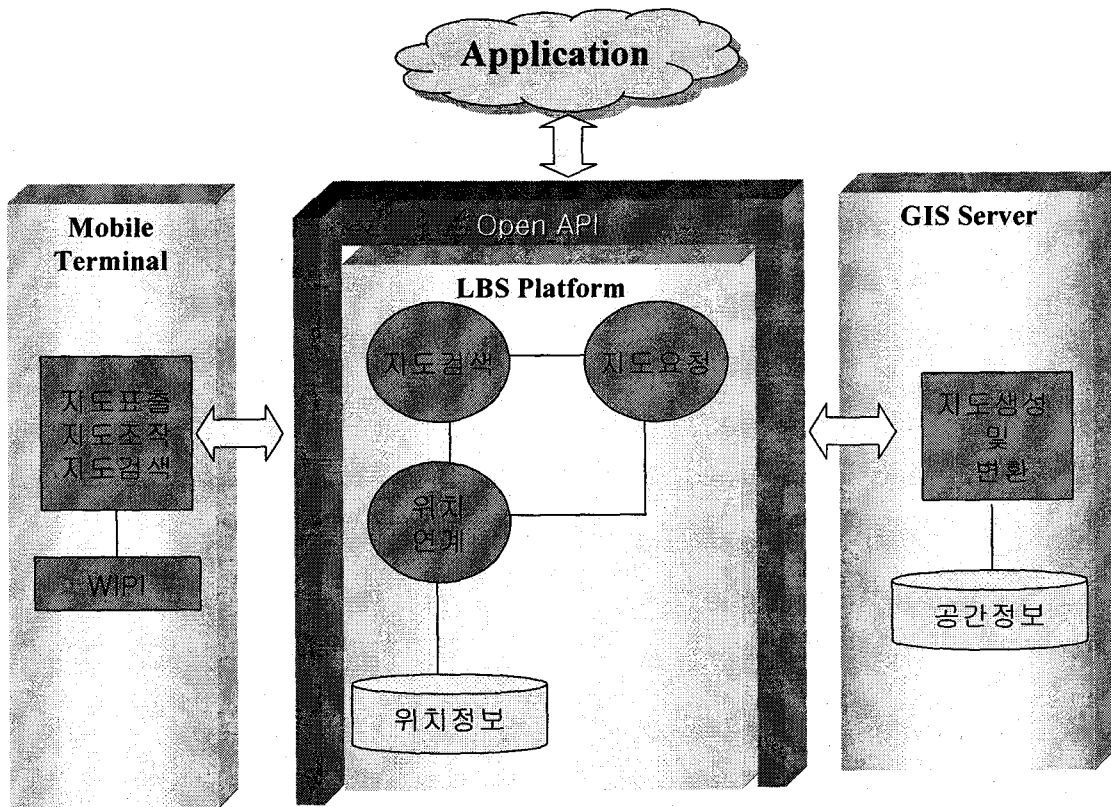 Application
Mobile
Terminal
지도표출
지도조작
지도검색
WIPI
Open API
LBS Platform
지도검색
지도요청
위치
연계
위치정보
GIS Server
지도생성
및
변환
공간정보